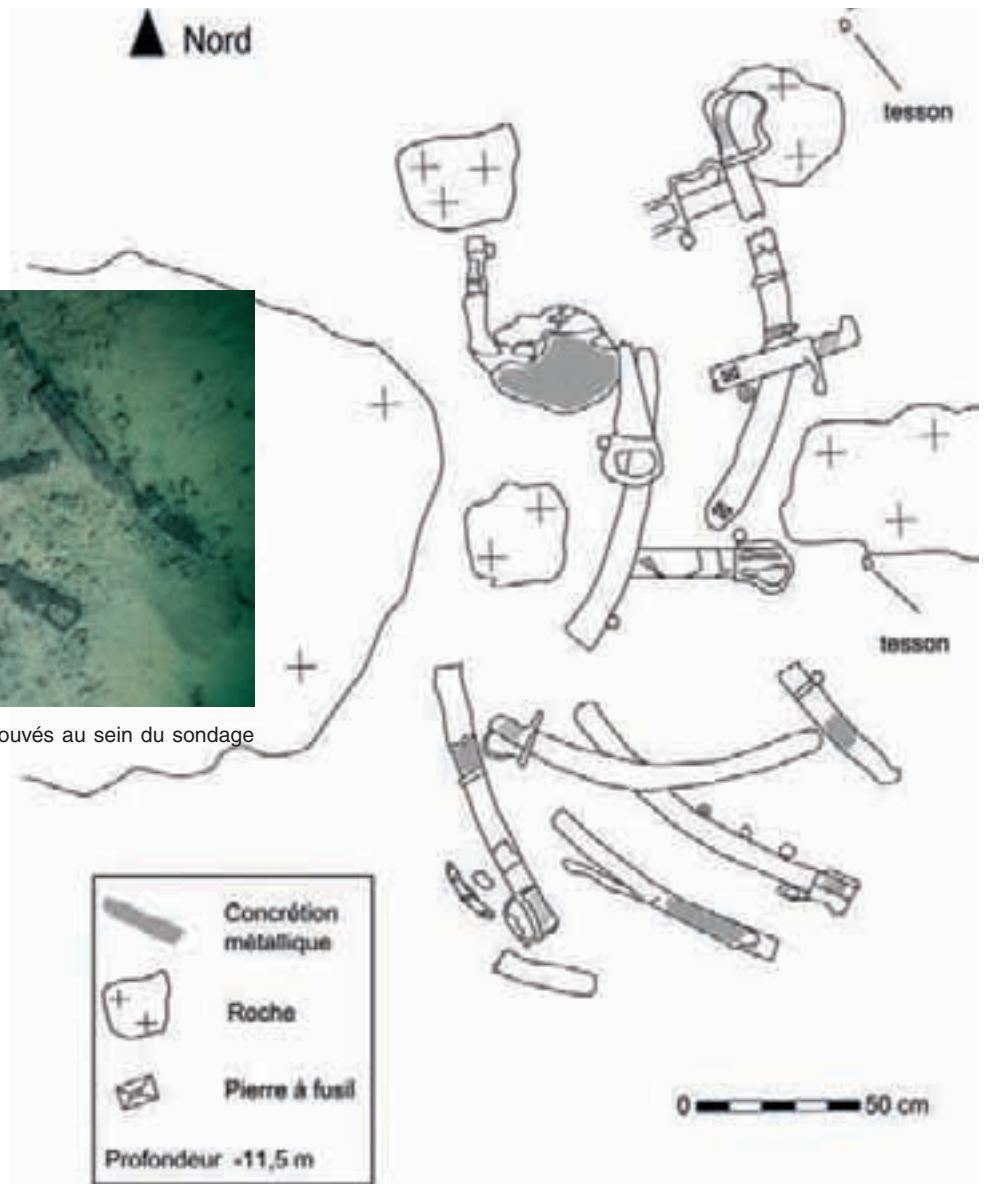 Nord
tesson
tesson
ouvés au sein du sondage
Concrétion
métallique
Roche
Pierre à fusil
Profondeur -11,5 m
0 50 cm